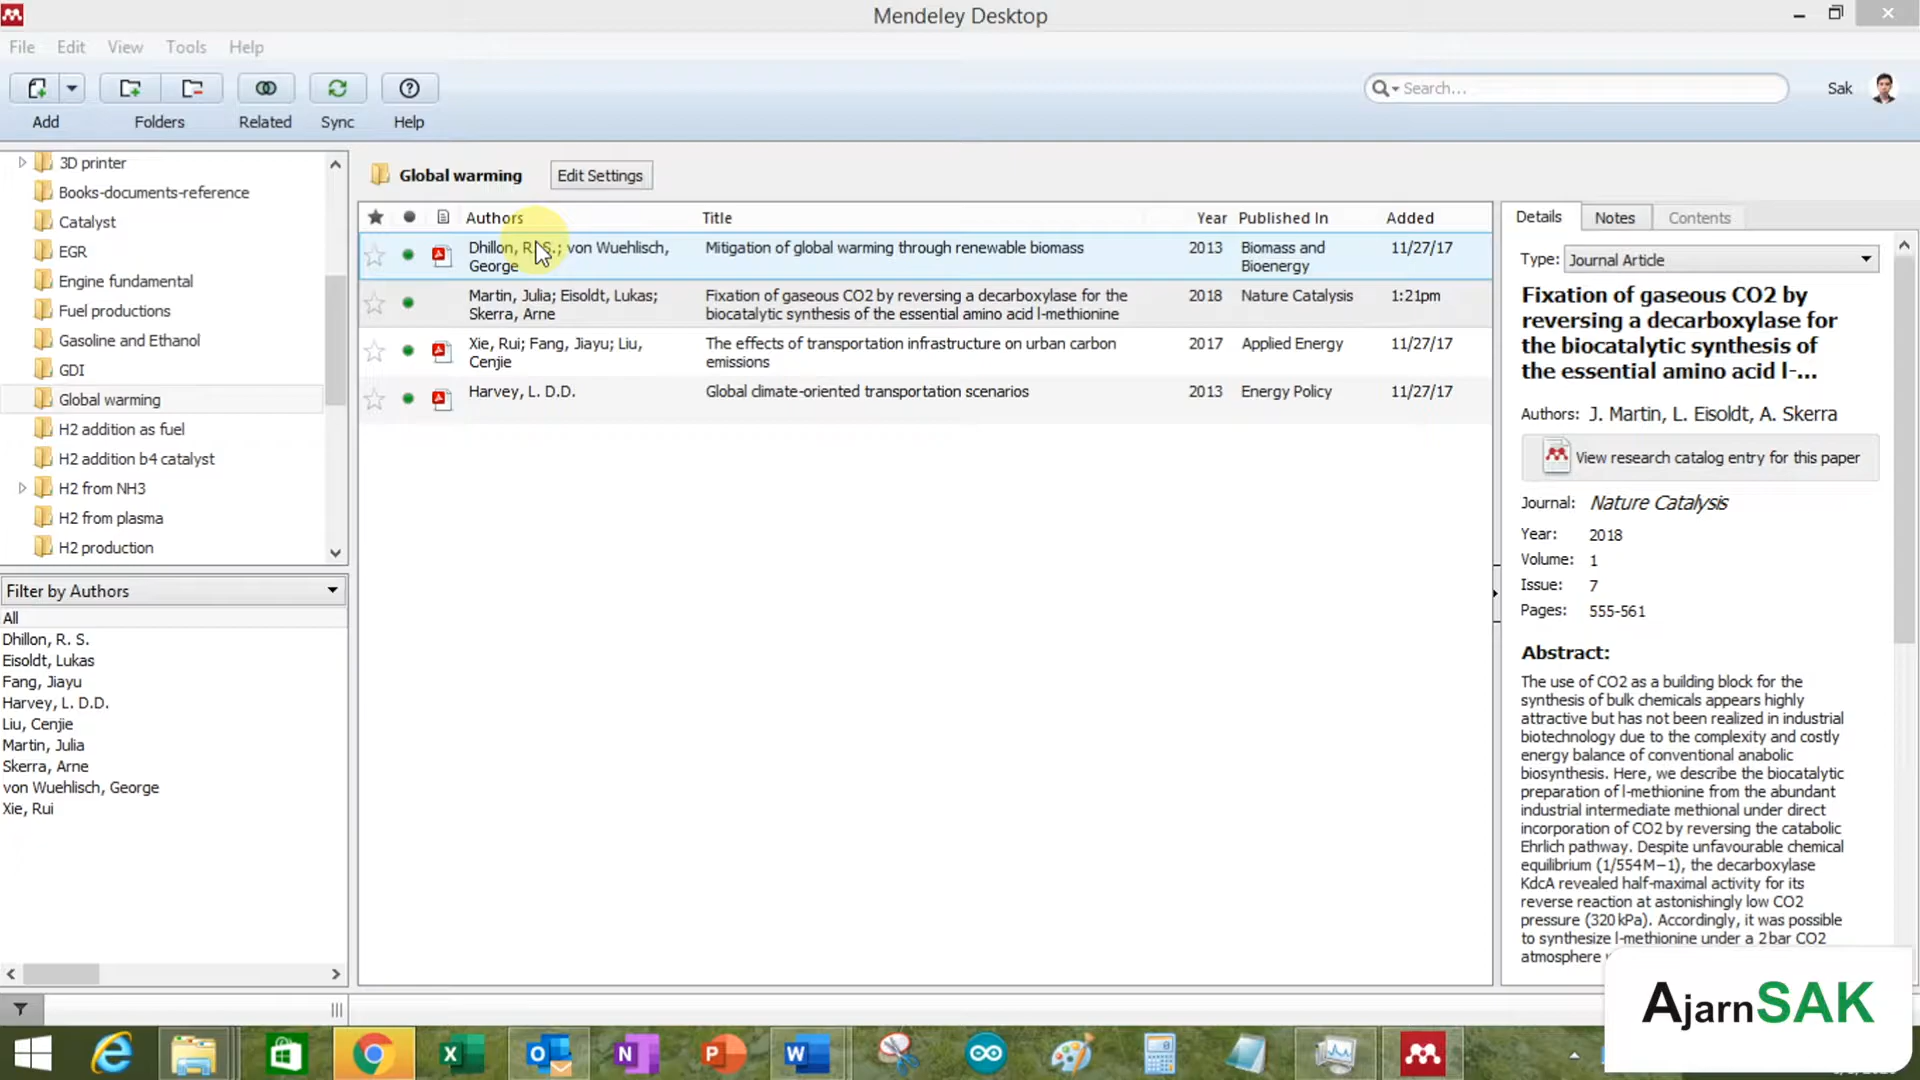 Mendeley Desktop
File Edit View Tools Help
Search...
Sak
Add Folders Related Sync Help
3D printer
Books-documents-reference
Catalyst
EGR
Engine fundamental
Fuel productions
Gasoline and Ethanol
GDI
Global warming
H2 addition as fuel
H2 addition b4 catalyst
H2 from NH3
H2 from plasma
H2 production
Filter by Authors
All
Dhillon, R. S.
Eisoldt, Lukas
Fang, Jiayu
Harvey, L. D.D.
Liu, Cenjie
Martin, Julia
Skerra, Arne
von Wuehlisch, George
Xie, Rui
Global warming Edit Settings
Authors Title Year Published In Added
Dhillon, R. S.; von Wuehlisch, Mitigation of global warming through renewable biomass 2013 Biomass and 11/27/17
George Bioenergy
Martin, Julia; Eisoldt, Lukas; Fixation of gaseous CO2 by reversing a decarboxylase for the 2018 Nature Catalysis 1:21pm
Skerra, Arne biocatalytic synthesis of the essential amino acid l-methionine
Xie, Rui; Fang, Jiayu; Liu, The effects of transportation infrastructure on urban carbon 2017 Applied Energy 11/27/17
Cenjie emissions
Harvey, L. D.D. Global climate-oriented transportation scenarios 2013 Energy Policy 11/27/17
Details Notes Contents
Type: Journal Article
Fixation of gaseous CO2 by
reversing a decarboxylase for
the biocatalytic synthesis of
the essential amino acid l-...
Authors: J. Martin, L. Eisoldt, A. Skerra
View research catalog entry for this paper
Journal: Nature Catalysis
Year: 2018
Volume: 1
Issue: 7
Pages: 555-561
Abstract:
The use of CO2 as a building block for the
synthesis of bulk chemicals appears highly
attractive but has not been realized in industrial
biotechnology due to the complexity and costly
energy balance of conventional anabolic
biosynthesis. Here, we describe the biocatalytic
preparation of l-methionine from the abundant
industrial intermediate methional under direct
incorporation of CO2 by reversing the catabolic
Ehrlich pathway. Despite unfavourable chemical
equilibrium (1/554 M−1), the decarboxylase
KdcA revealed half-maximal activity for its
reverse reaction at astonishingly low CO2
pressure (320 kPa). Accordingly, it was possible
to synthesize l-methionine under a 2 bar CO2
atmosphere
AjarnSAK